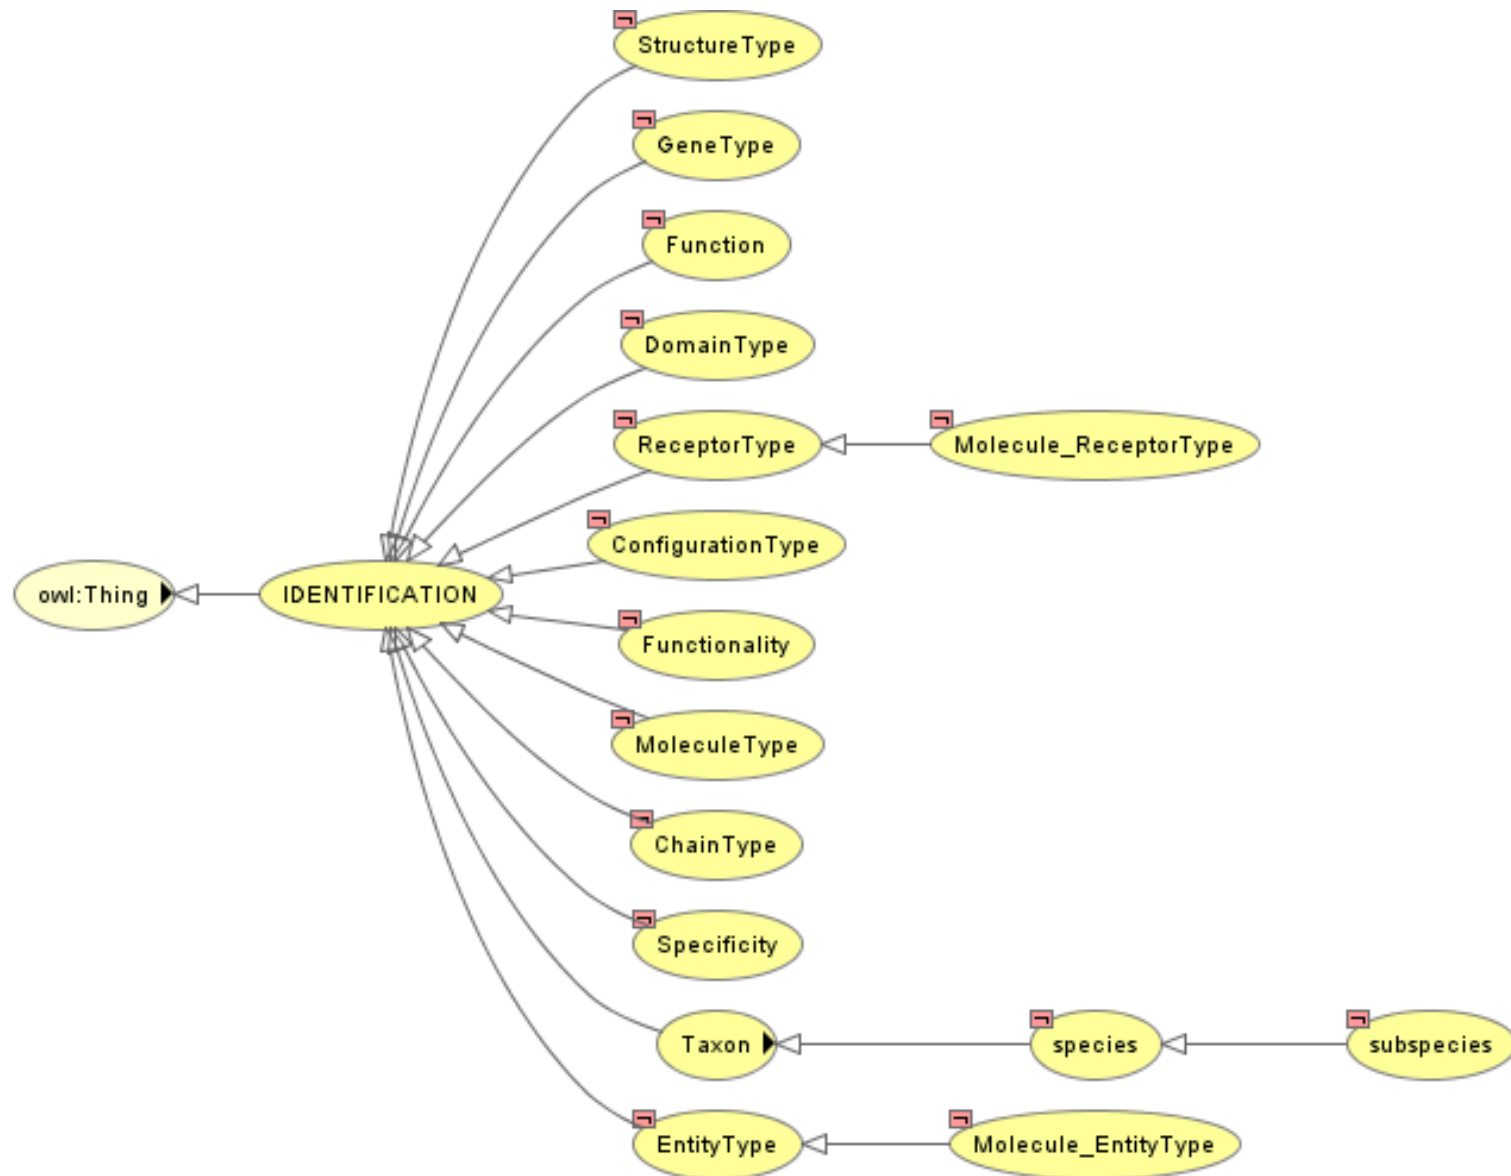 StructureType
GeneType
Function
DomainType
ReceptorType Molecule_ReceptorType
ConfigurationType
owl:Thing IDENTIFICATION
Functionality
MoleculeType
ChainType
Specificity
Taxon species subspecies
EntityType Molecule_EntityType